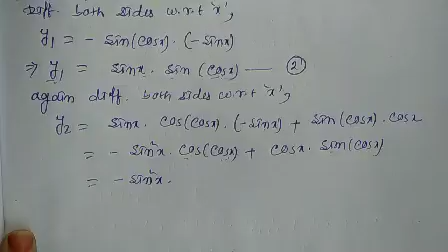 Diff. both sides w.r.t 'x',
y₁ = - sin(cosx) . (-sinx)
⇒ y₁ = sinx . sin (cosx) — (2)
again diff. both sides w.r.t 'x',
y₂ = sinx . cos(cosx) . (-sinx) + sin(cosx) . cosx
= - sin²x . cos(cosx) + cosx . sin(cosx)
= - sin²x .